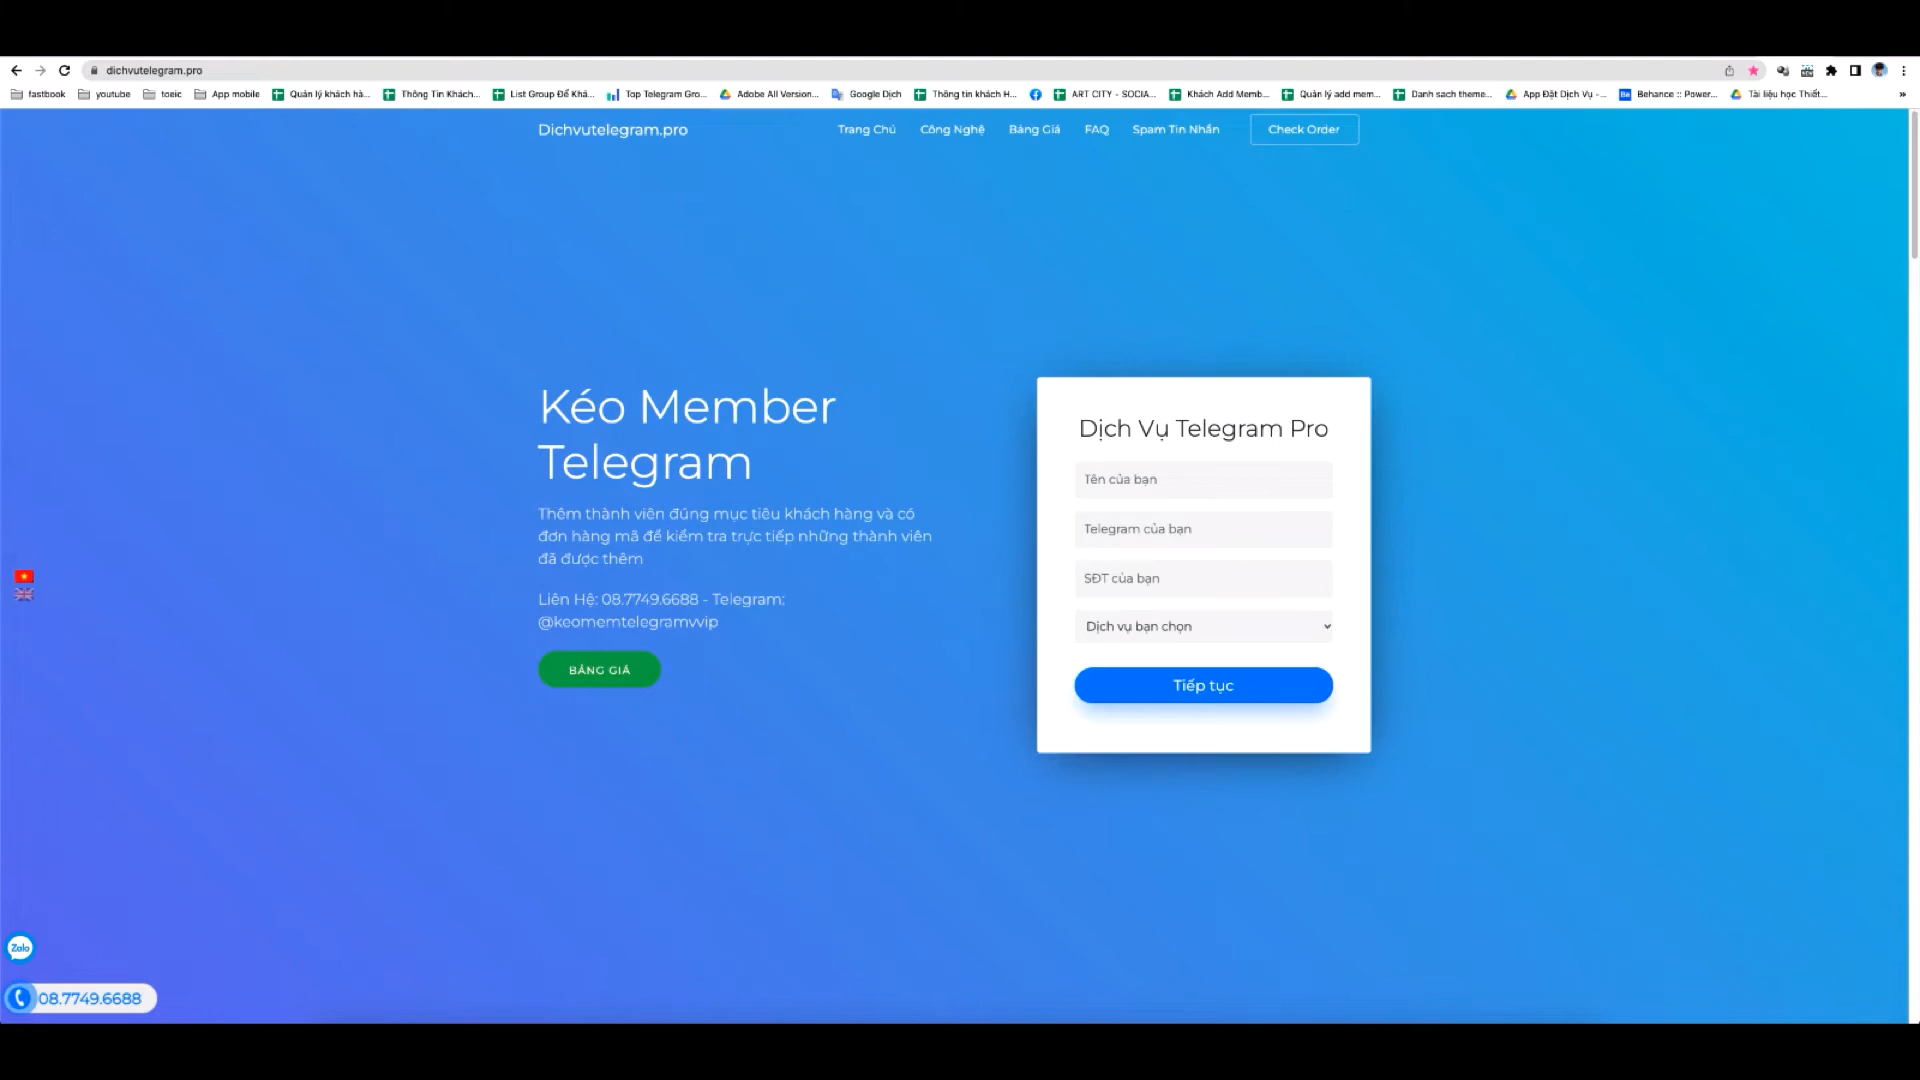 dichvutelegram.pro
fastbook youtube toeic App mobile Quản lý khách hà... Thông Tin Khách... List Group Để Khá... Top Telegram Gro... Adobe All Version... Google Dịch Thông tin khách H... ART CITY - SOCIA... Khách Add Memb... Quản lý add mem... Danh sach theme... App Đặt Dịch Vụ -... Behance :: Power... Tài liệu học Thiết... »
Dichvutelegram.pro Trang Chủ Công Nghệ Bảng Giá FAQ Spam Tin Nhắn Check Order
Kéo Member
Telegram
Thêm thành viên đúng mục tiêu khách hàng và có
đơn hàng mã để kiểm tra trực tiếp những thành viên
đã được thêm
Liên Hệ: 08.7749.6688 - Telegram:
@keomemtelegramvvip
BẢNG GIÁ
Dịch Vụ Telegram Pro
Tên của bạn
Telegram của bạn
SĐT của bạn
Dịch vụ bạn chọn
Tiếp tục
Zalo
08.7749.6688